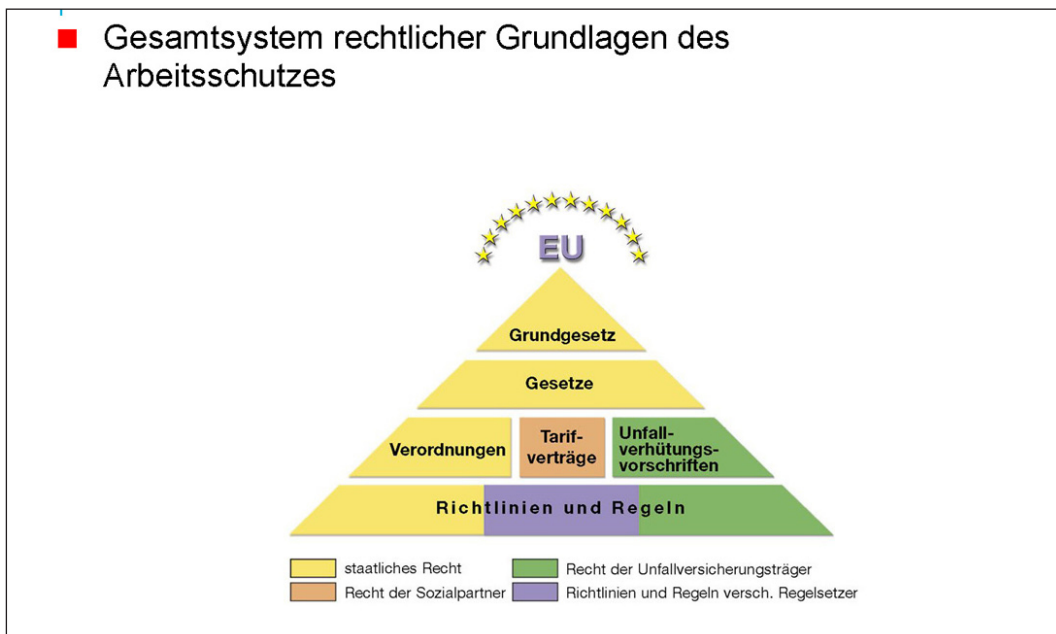 Gesamtsystem rechtlicher Grundlagen des
Arbeitsschutzes
EU
Grundgesetz
Gesetze
Verordnungen
Tarif-
verträge
Unfall-
verhütungs-
vorschriften
Richtlinien und Regeln
staatliches Recht
Recht der Sozialpartner
Recht der Unfallversicherungsträger
Richtlinien und Regeln versch. Regelsetzer